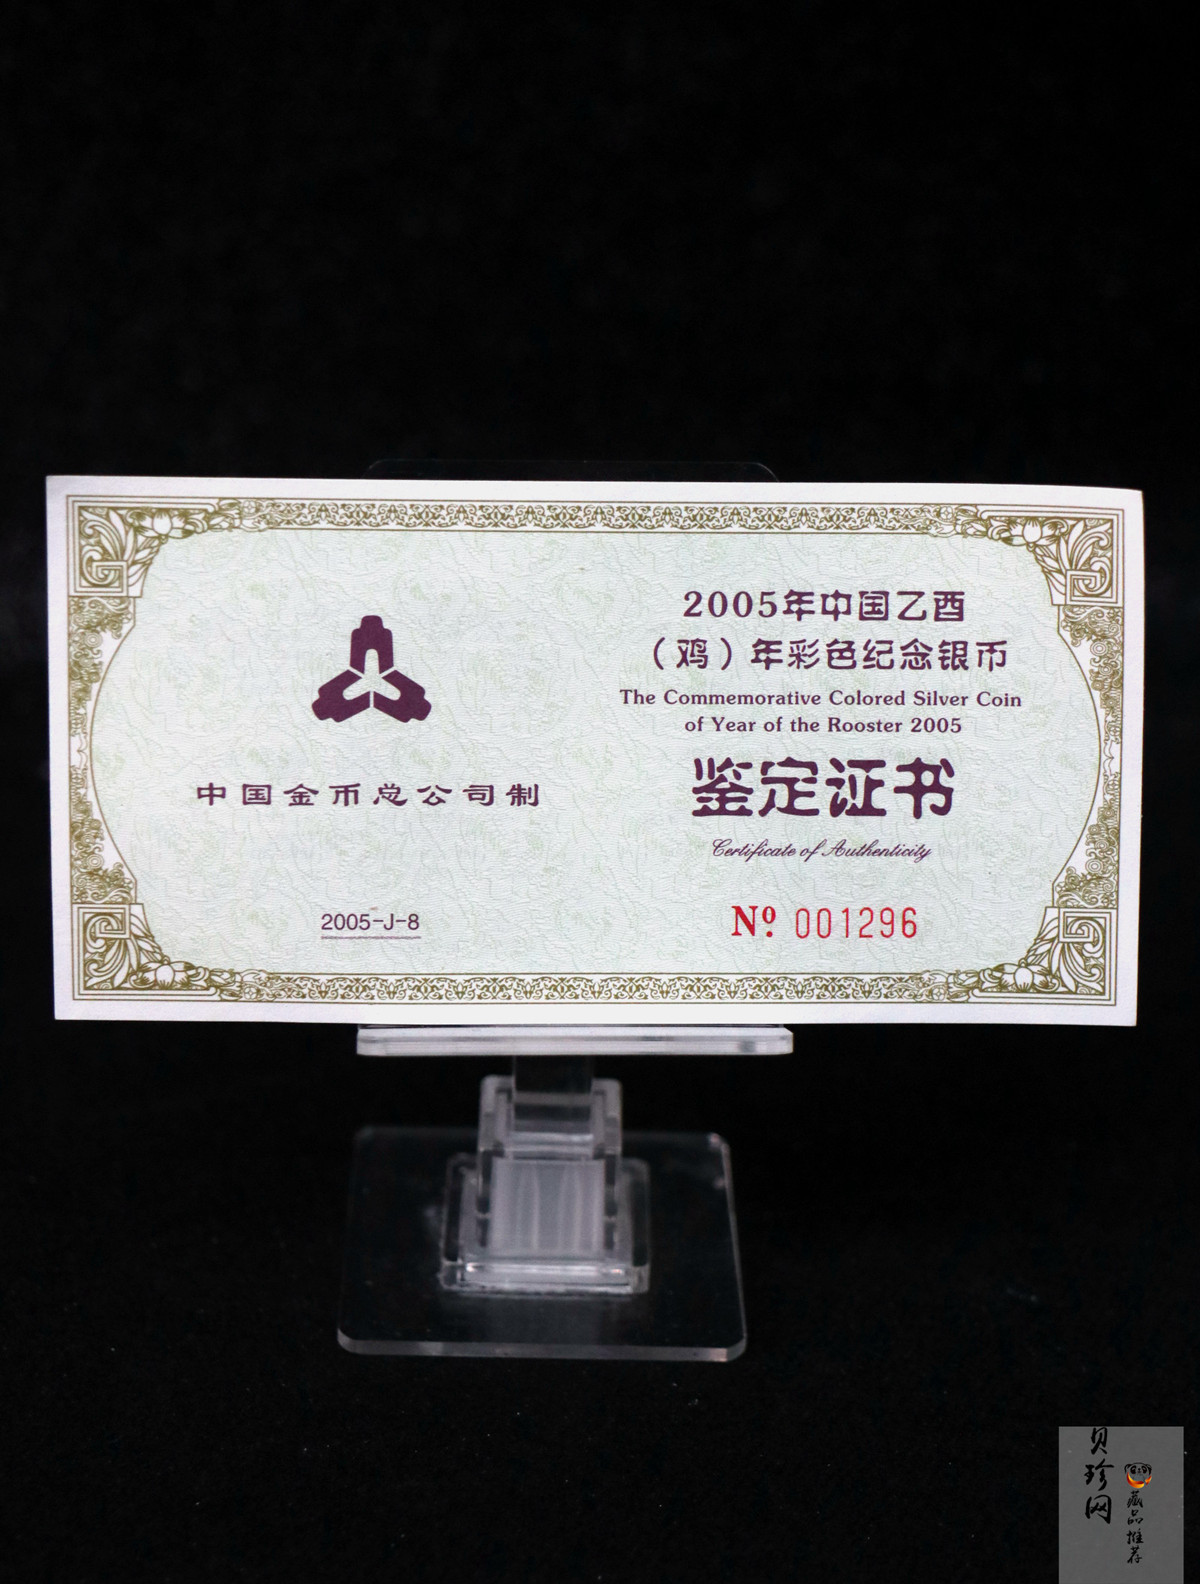 中国金币总公司制
2005-J-8
2005年中国乙酉
（鸡）年彩色纪念银币
The Commemorative Colored Silver Coin
of Year of the Rooster 2005
鉴定证书
Certificate of Authenticity
Nº 001296
贝珍网
藏品推荐